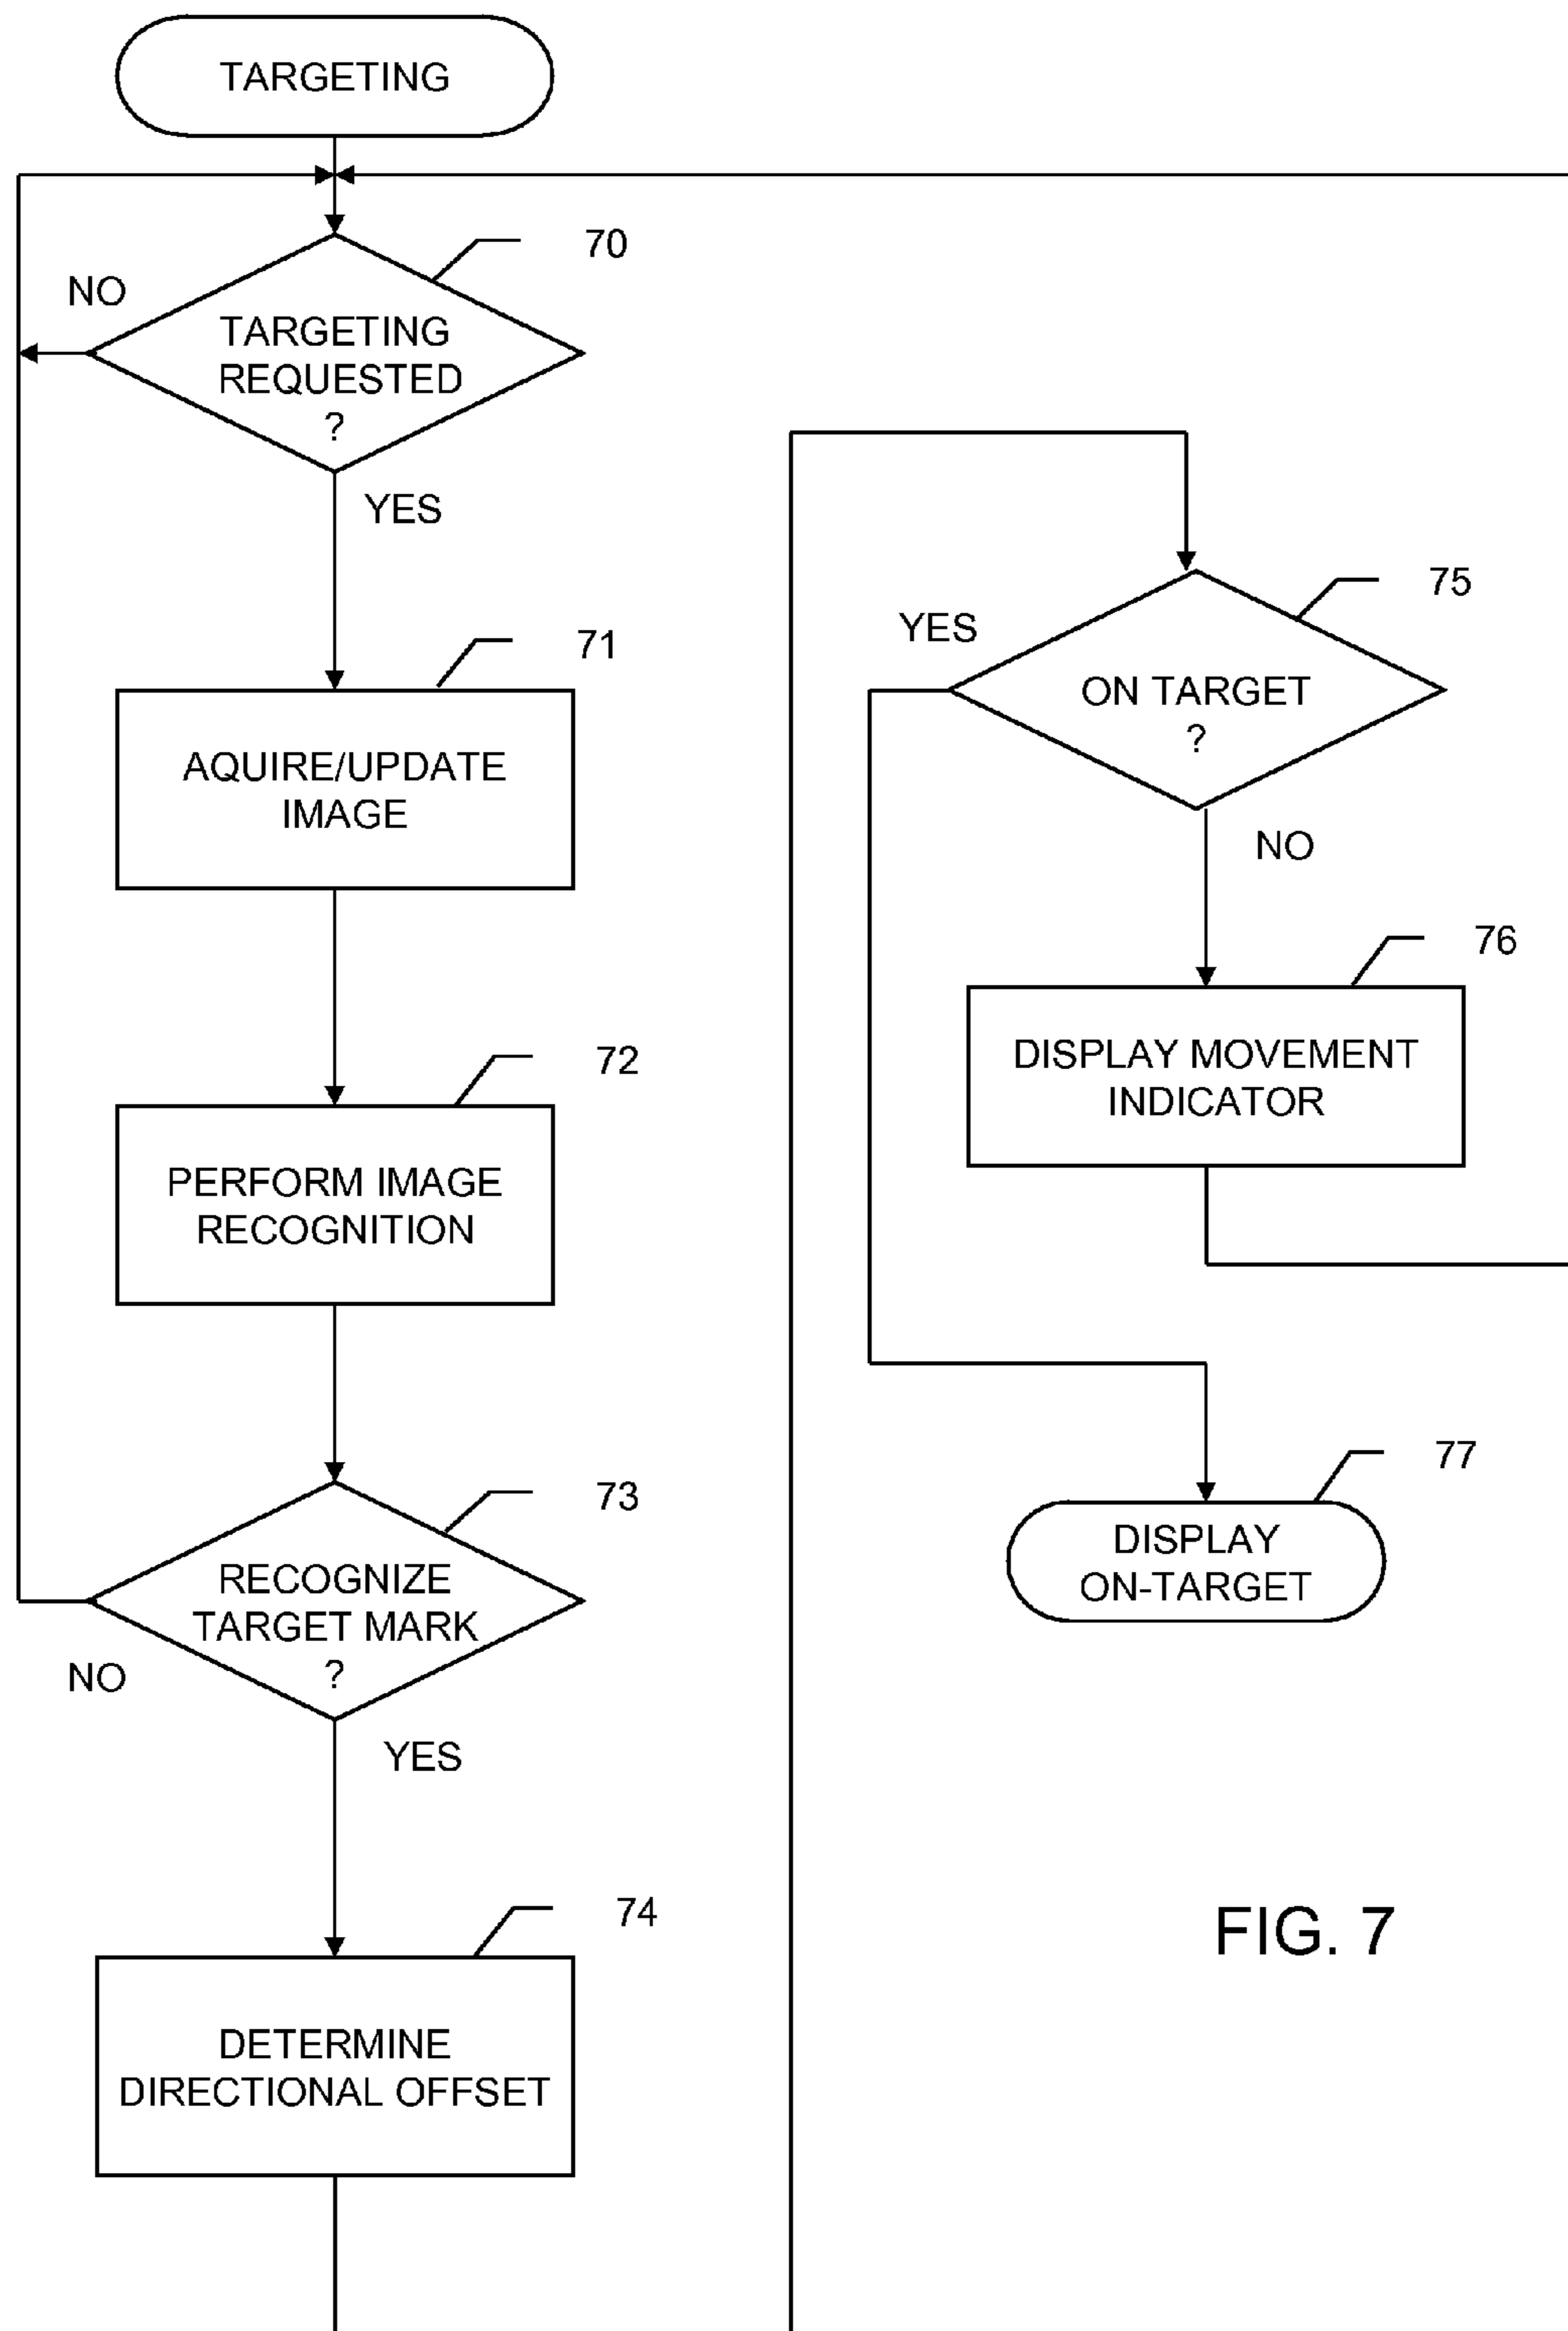 TARGETING
70
NO
TARGETING
REQUESTED
?
YES
71
AQUIRE/UPDATE
IMAGE
72
PERFORM IMAGE
RECOGNITION
73
RECOGNIZE
TARGET MARK
?
NO
YES
74
DETERMINE
DIRECTIONAL OFFSET
75
YES
ON TARGET
?
NO
76
DISPLAY MOVEMENT
INDICATOR
77
DISPLAY
ON-TARGET
FIG. 7